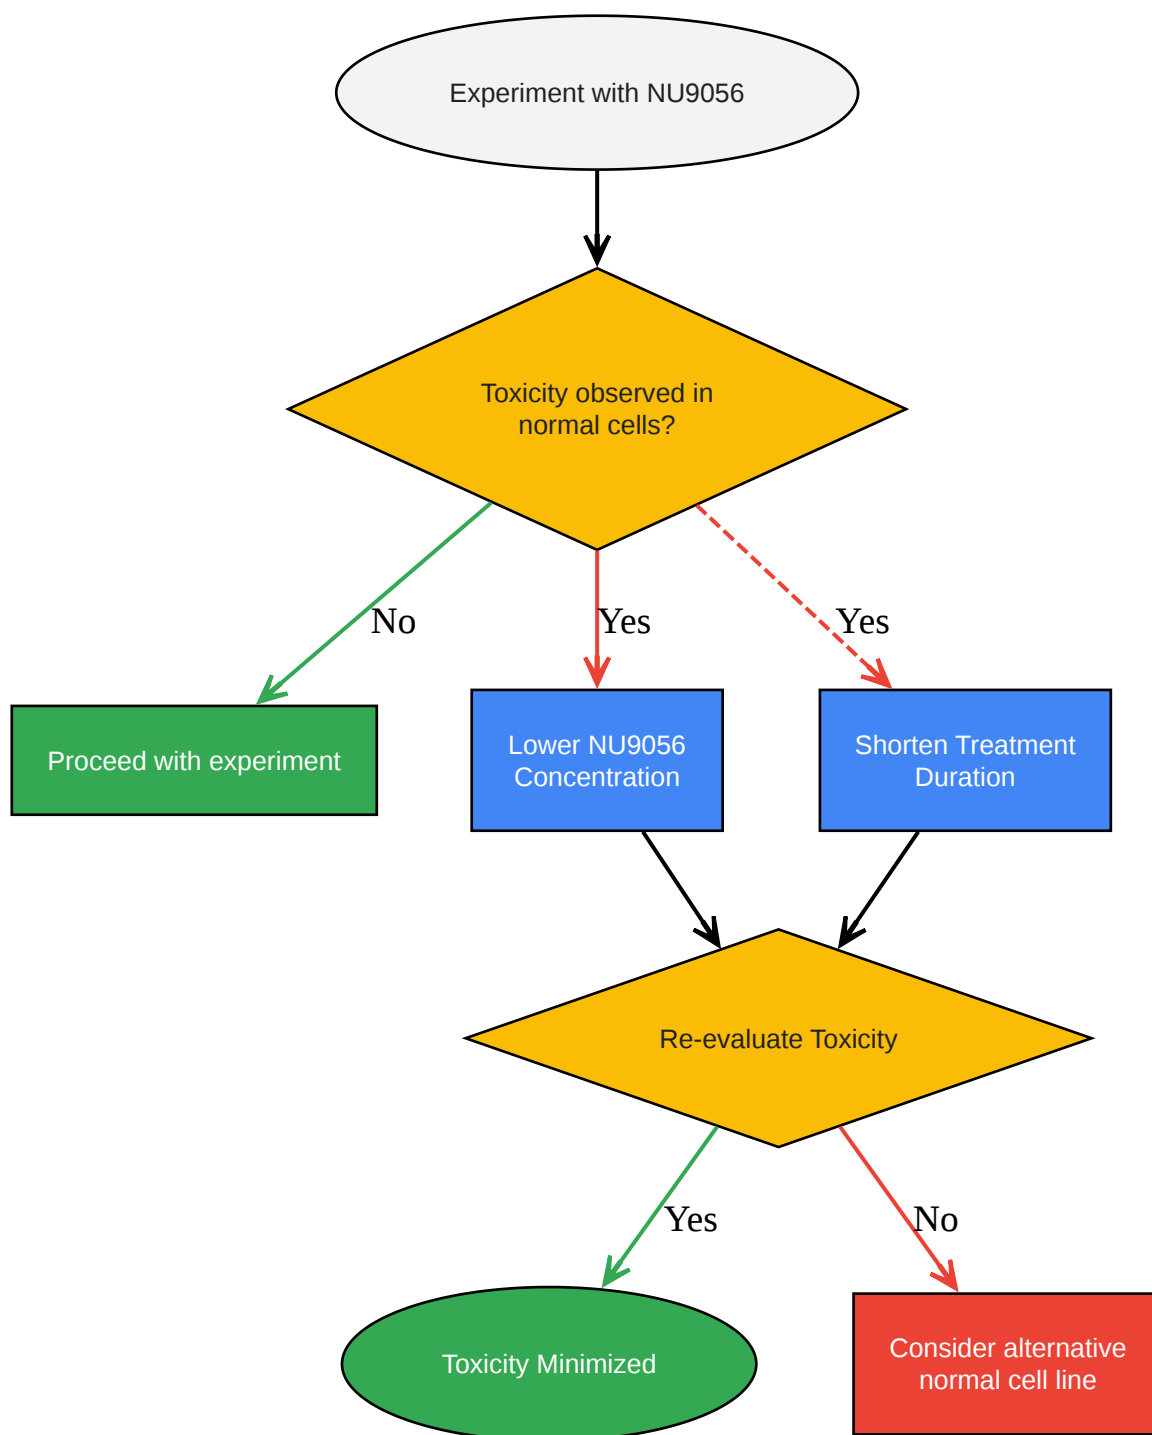 Experiment with NU9056
Toxicity observed in
normal cells?
No
Yes
Yes
Proceed with experiment
Lower NU9056
Concentration
Shorten Treatment
Duration
Re-evaluate Toxicity
Yes
No
Toxicity Minimized
Consider alternative
normal cell line